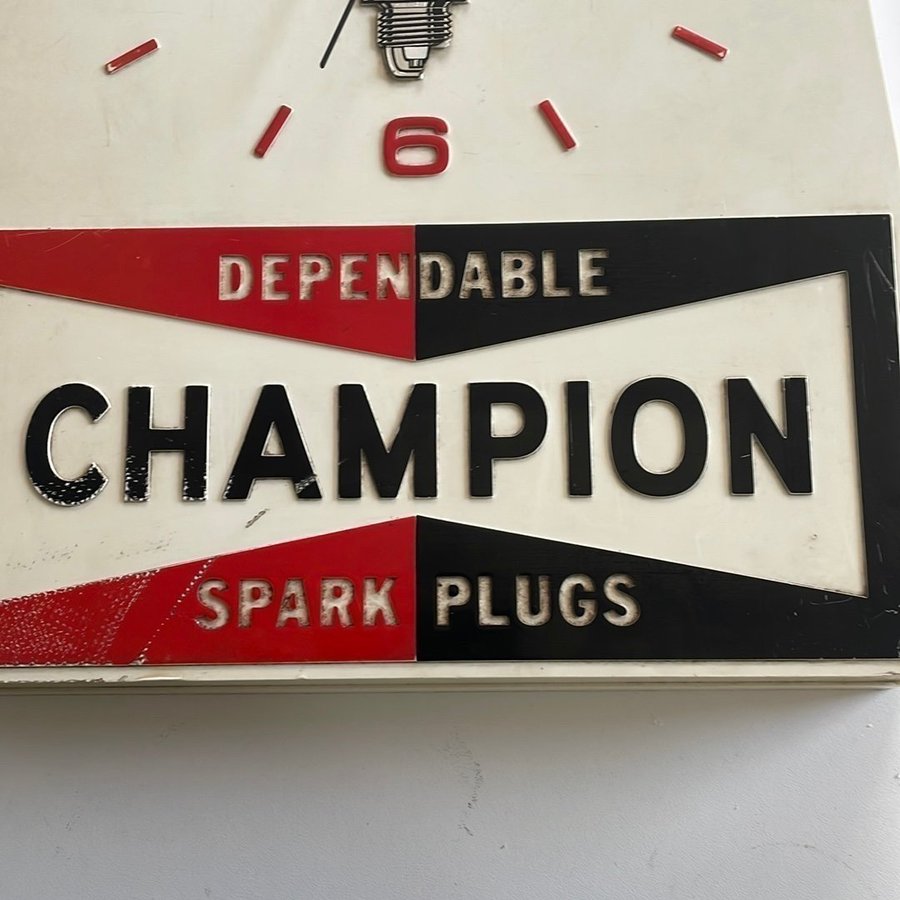 6
DEPENDABLE
CHAMPION
SPARK PLUGS